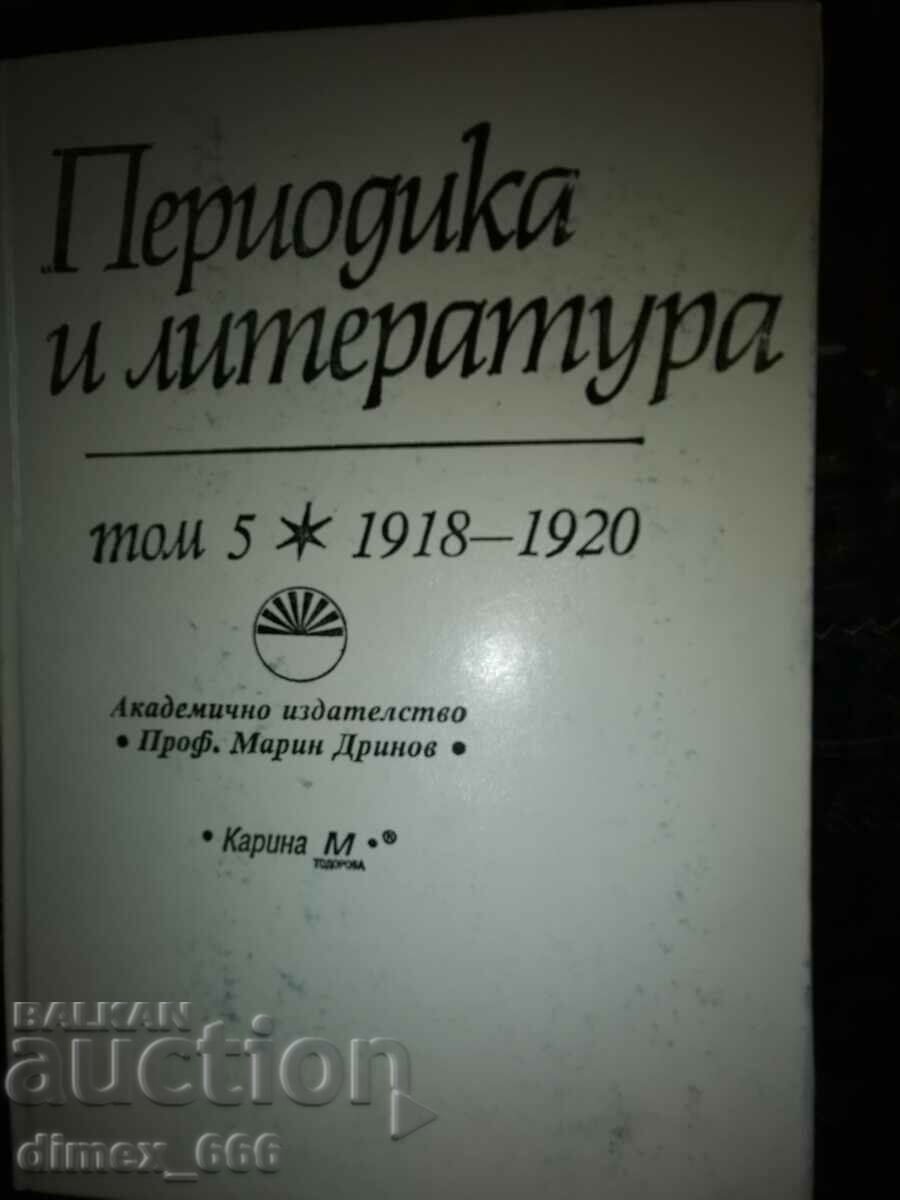 Периодика
и литература
том 5 * 1918–1920
Академично издателство
• Проф. Марин Дринов •
• Карина М •®
ТОДОРОВА
BALKAN
auction
dimex_666